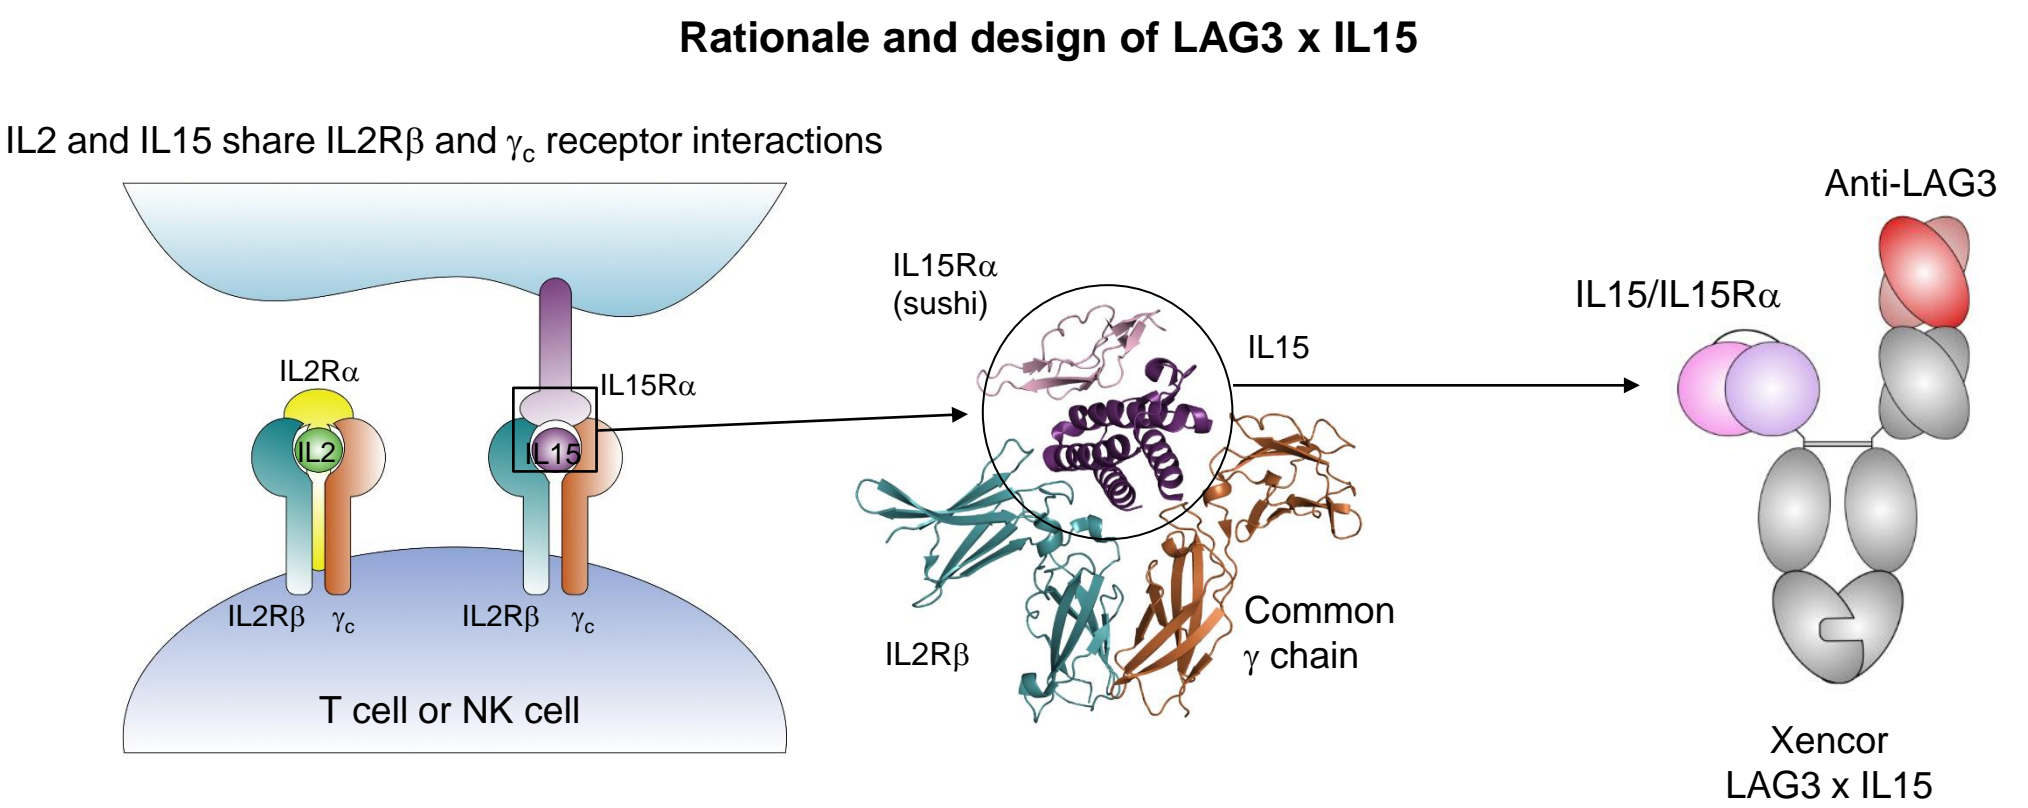 Rationale and design of LAG3 x IL15
IL2 and IL15 share IL2Rβ and γc receptor interactions
IL2Rα
IL2
IL2Rβ
γc
IL15Rα
IL15
IL2Rβ
γc
T cell or NK cell
IL15Rα
(sushi)
IL15
IL2Rβ
Common
γ chain
Anti-LAG3
IL15/IL15Rα
Xencor
LAG3 x IL15